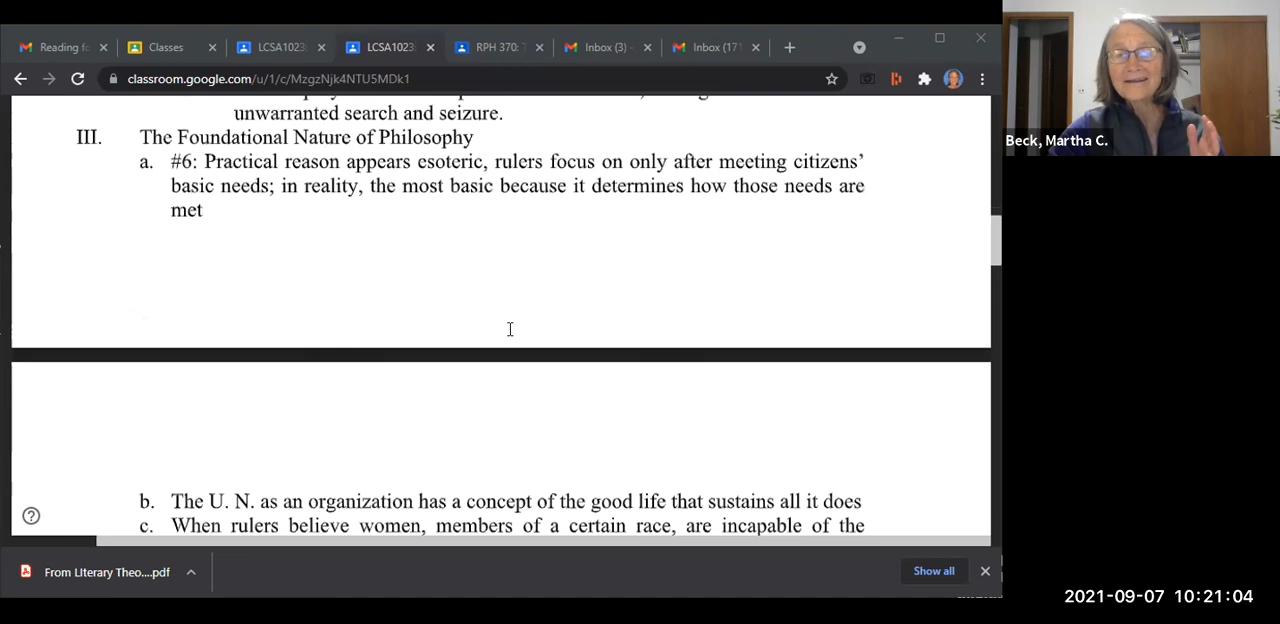 Reading fo
Classes
LCSA1023:
LCSA1023:
RPH 370: T
Inbox (3) -
Inbox (171
classroom.google.com/u/1/c/MzgzNjk4NTU5MDk1
Beck, Martha C.
unwarranted search and seizure.
III. The Foundational Nature of Philosophy
a. #6: Practical reason appears esoteric, rulers focus on only after meeting citizens’
basic needs; in reality, the most basic because it determines how those needs are
met
b. The U. N. as an organization has a concept of the good life that sustains all it does
c. When rulers believe women, members of a certain race, are incapable of the
From LIterary Theo....pdf
Show all
2021-09-07 10:21:04